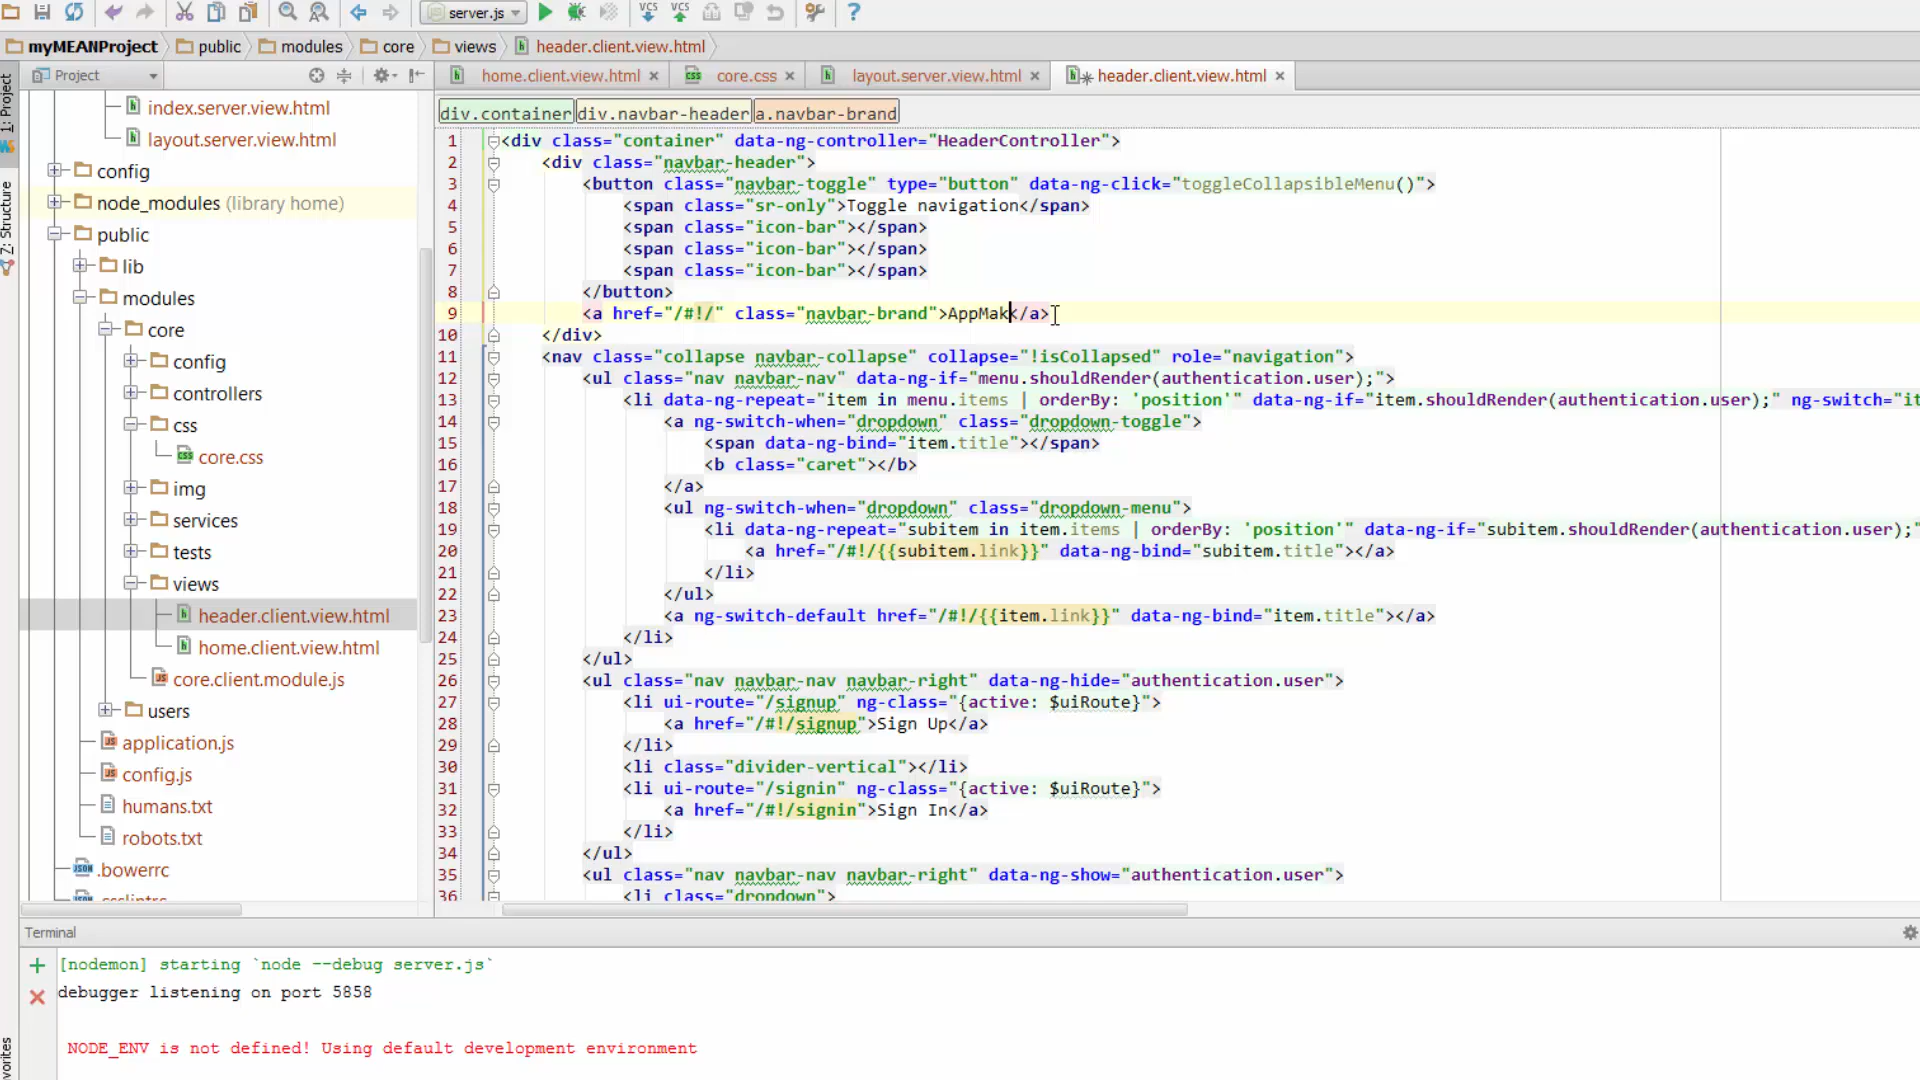 server.js
VCS VCS
myMEANProject public modules core views header.client.view.html
Project
home.client.view.html core.css layout.server.view.html header.client.view.html
1: Project
Z: Structure
index.server.view.html
layout.server.view.html
config
node_modules (library home)
public
lib
modules
core
config
controllers
css
core.css
img
services
tests
views
header.client.view.html
home.client.view.html
core.client.module.js
users
application.js
config.js
humans.txt
robots.txt
.bowerrc
.csslintrc
div.container div.navbar-header a.navbar-brand
1 <div class="container" data-ng-controller="HeaderController">
2 <div class="navbar-header">
3 <button class="navbar-toggle" type="button" data-ng-click="toggleCollapsibleMenu()">
4 <span class="sr-only">Toggle navigation</span>
5 <span class="icon-bar"></span>
6 <span class="icon-bar"></span>
7 <span class="icon-bar"></span>
8 </button>
9 <a href="/#!/" class="navbar-brand">AppMak</a>
10 </div>
11 <nav class="collapse navbar-collapse" collapse="!isCollapsed" role="navigation">
12 <ul class="nav navbar-nav" data-ng-if="menu.shouldRender(authentication.user);">
13 <li data-ng-repeat="item in menu.items | orderBy: 'position'" data-ng-if="item.shouldRender(authentication.user);" ng-switch="it
14 <a ng-switch-when="dropdown" class="dropdown-toggle">
15 <span data-ng-bind="item.title"></span>
16 <b class="caret"></b>
17 </a>
18 <ul ng-switch-when="dropdown" class="dropdown-menu">
19 <li data-ng-repeat="subitem in item.items | orderBy: 'position'" data-ng-if="subitem.shouldRender(authentication.user);"
20 <a href="/#!/{{subitem.link}}" data-ng-bind="subitem.title"></a>
21 </li>
22 </ul>
23 <a ng-switch-default href="/#!/{{item.link}}" data-ng-bind="item.title"></a>
24 </li>
25 </ul>
26 <ul class="nav navbar-nav navbar-right" data-ng-hide="authentication.user">
27 <li ui-route="/signup" ng-class="{active: $uiRoute}">
28 <a href="/#!/signup">Sign Up</a>
29 </li>
30 <li class="divider-vertical"></li>
31 <li ui-route="/signin" ng-class="{active: $uiRoute}">
32 <a href="/#!/signin">Sign In</a>
33 </li>
34 </ul>
35 <ul class="nav navbar-nav navbar-right" data-ng-show="authentication.user">
36 <li class="dropdown">
Terminal
[nodemon] starting `node --debug server.js`
debugger listening on port 5858
NODE_ENV is not defined! Using default development environment